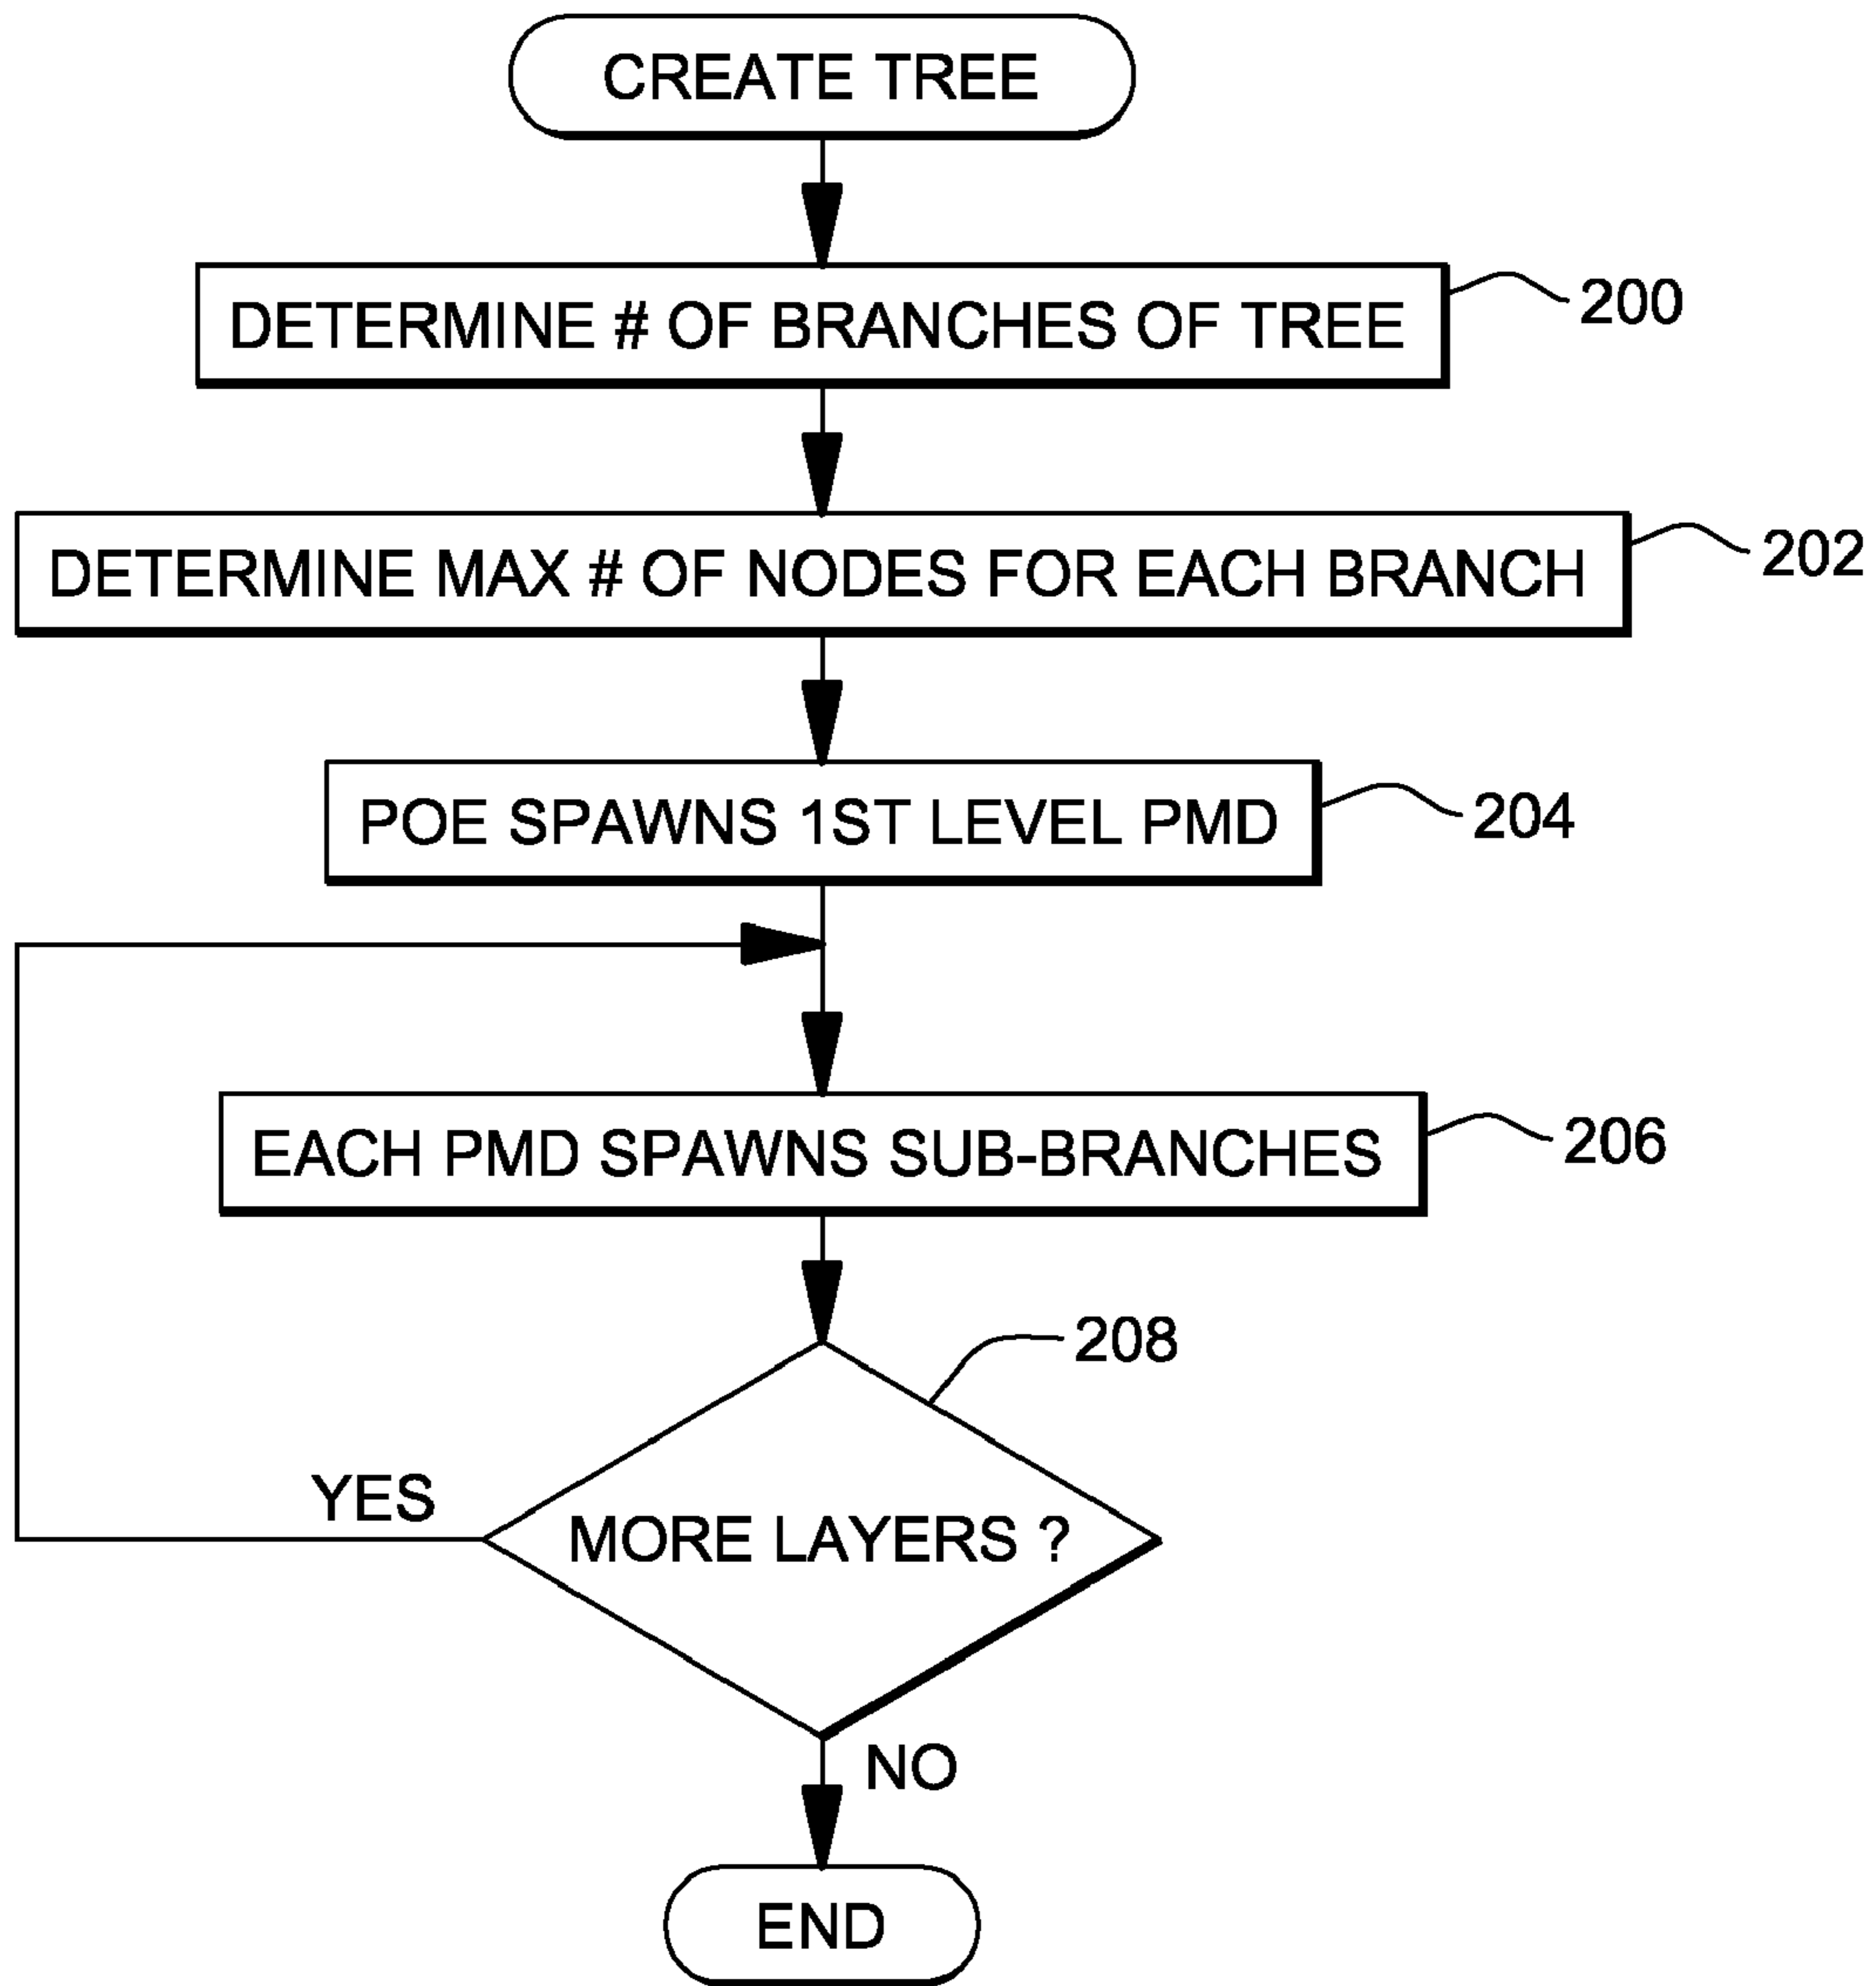 CREATE TREE
DETERMINE # OF BRANCHES OF TREE
200
DETERMINE MAX # OF NODES FOR EACH BRANCH
202
POE SPAWNS 1ST LEVEL PMD
204
EACH PMD SPAWNS SUB-BRANCHES
206
208
YES
MORE LAYERS ?
NO
END